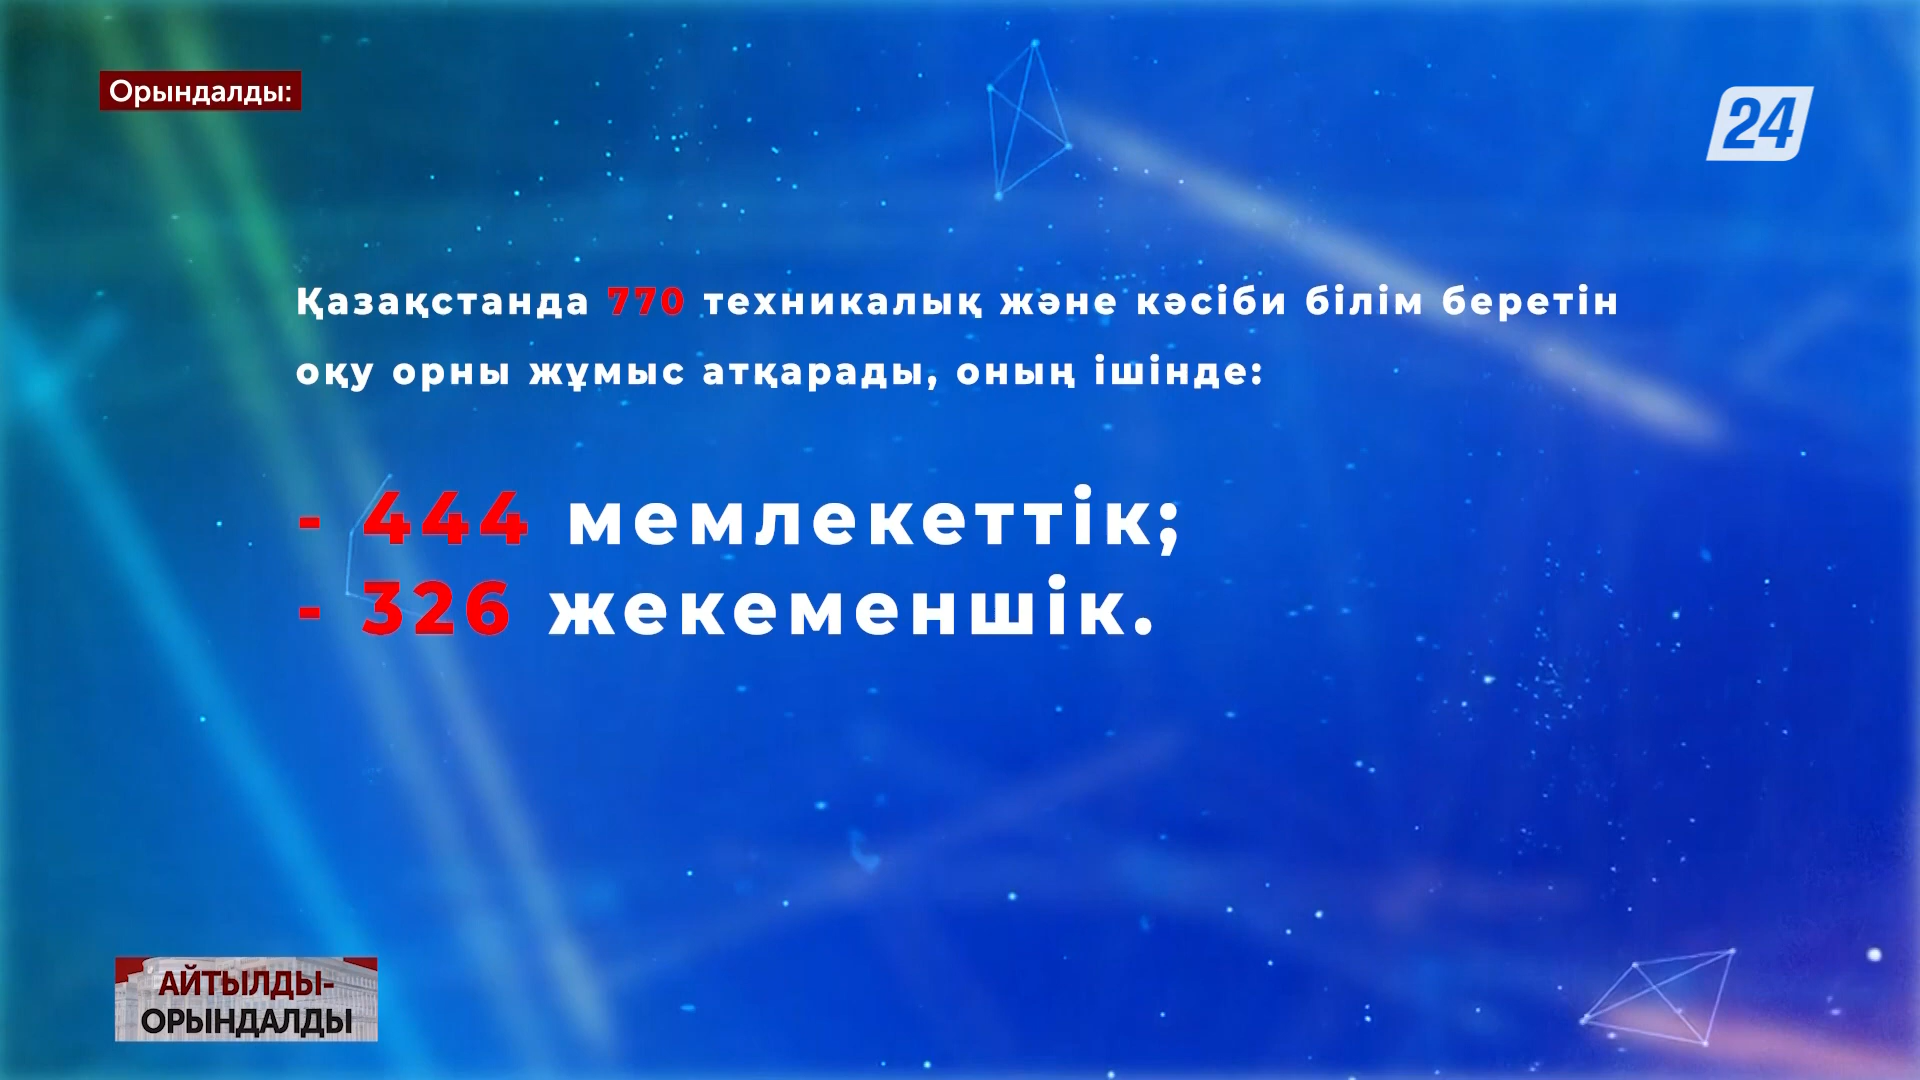 Орындалды:
24
Қазақстанда 770 техникалық және кәсіби білім беретін
оқу орны жұмыс атқарады, оның ішінде:
- 444 мемлекеттік;
- 326 жекеменшік.
АЙТЫЛДЫ-
ОРЫНДАЛДЫ